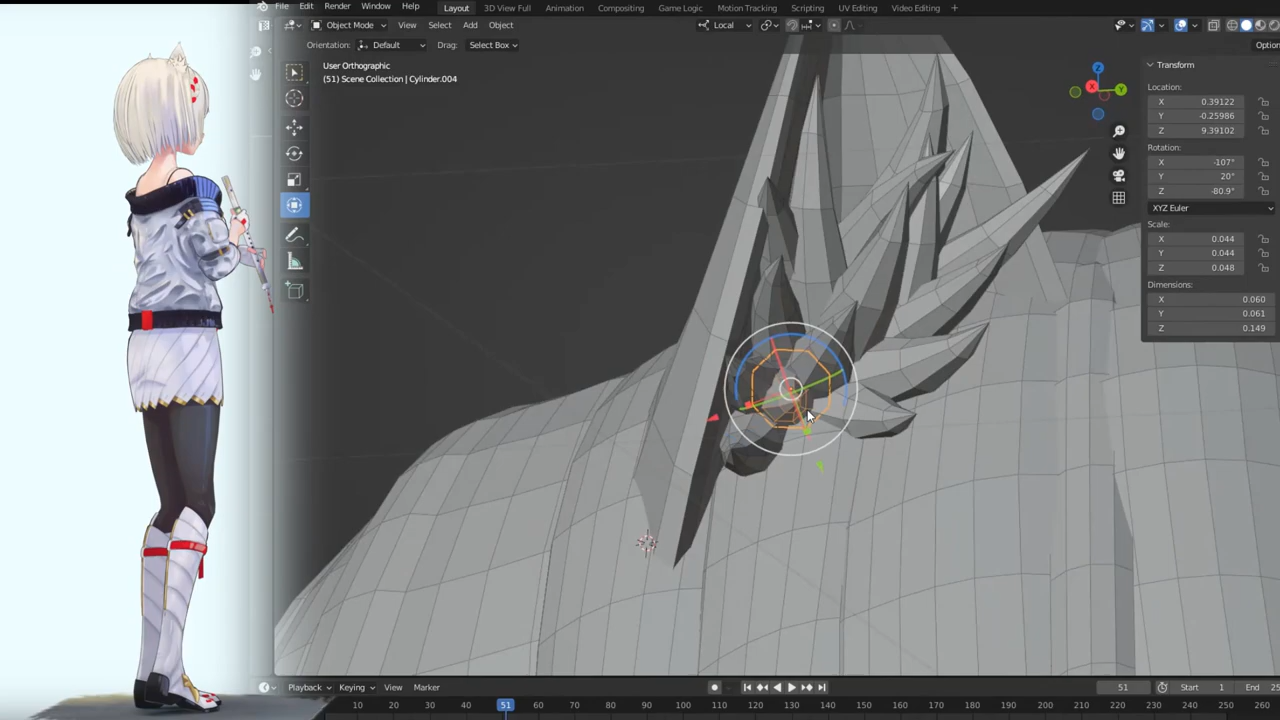 File Edit Render Window Help Layout 3D View Full Animation Compositing Game Logic Motion Tracking Scripting UV Editing Video Editing +
Object Mode View Select Add Object Local
Orientation: Default Drag: Select Box Option
User Orthographic
(51) Scene Collection | Cylinder.004
Z
X
Y
Transform
Location:
X 0.39122
Y -0.25986
Z 9.39102
Rotation:
X -107°
Y 20°
Z -80.9°
XYZ Euler
Scale:
X 0.044
Y 0.044
Z 0.048
Dimensions:
X 0.060
Y 0.061
Z 0.149
Playback Keying View Marker 51 Start 1 End 25
10 20 30 40 51 60 70 80 90 100 110 120 130 140 150 160 170 180 190 200 210 220 230 240 250 260